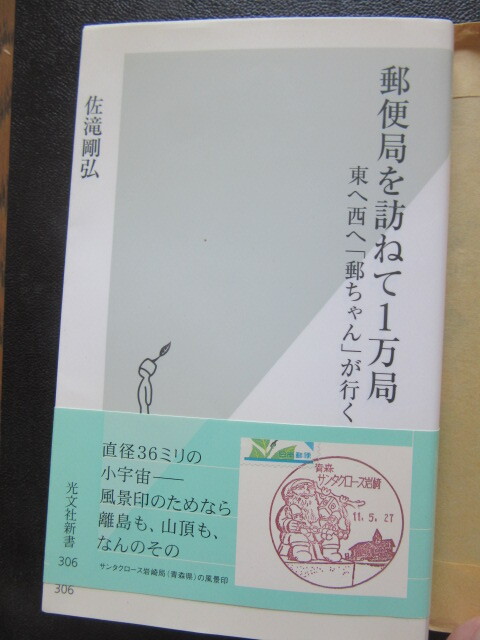 郵便局を訪ねて1万局
東へ西へ「郵ちゃん」が行く
佐滝剛弘
直径36ミリの
小宇宙——
風景印のためなら
離島も、山頂も、
なんのその
サンタクロース岩崎局(青森県)の風景印
光文社新書
306
306
日本郵便
青森
サンタクロース岩崎
11.5.27